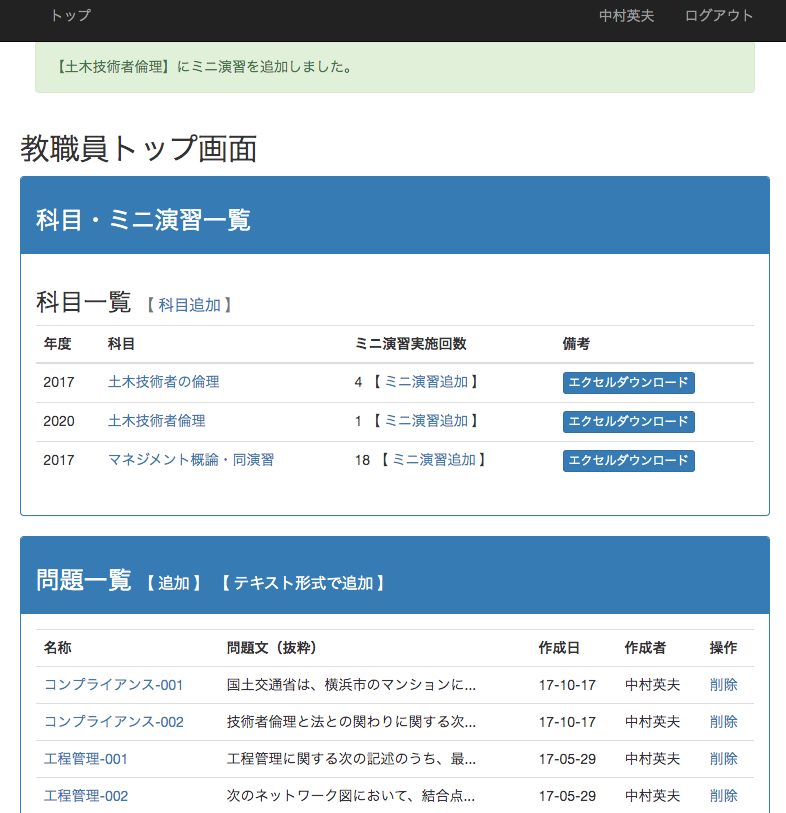 トップ 中村英夫 ログアウト
【土木技術者倫理】にミニ演習を追加しました。
教職員トップ画面
科目・ミニ演習一覧
科目一覧 【 科目追加 】
年度 科目 ミニ演習実施回数 備考
2017 土木技術者の倫理 4 【 ミニ演習追加 】 エクセルダウンロード
2020 土木技術者倫理 1 【 ミニ演習追加 】 エクセルダウンロード
2017 マネジメント概論・同演習 18 【 ミニ演習追加 】 エクセルダウンロード
問題一覧 【 追加 】 【 テキスト形式で追加 】
名称 問題文（抜粋） 作成日 作成者 操作
コンプライアンス-001 国土交通省は、横浜市のマンションに... 17-10-17 中村英夫 削除
コンプライアンス-002 技術者倫理と法との関わりに関する次... 17-10-17 中村英夫 削除
工程管理-001 工程管理に関する次の記述のうち、最... 17-05-29 中村英夫 削除
工程管理-002 次のネットワーク図において、結合点... 17-05-29 中村英夫 削除